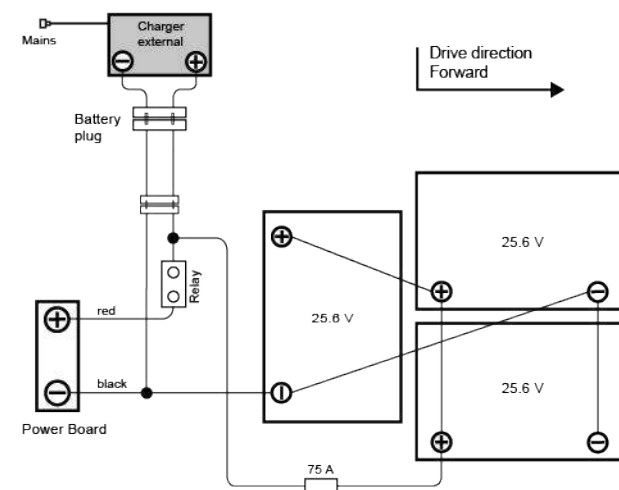 Charger
external
Mains
Drive direction
Forward
Battery
plug
25.6 V
Relay
red
25.6 V
25.6 V
black
Power Board
75 A